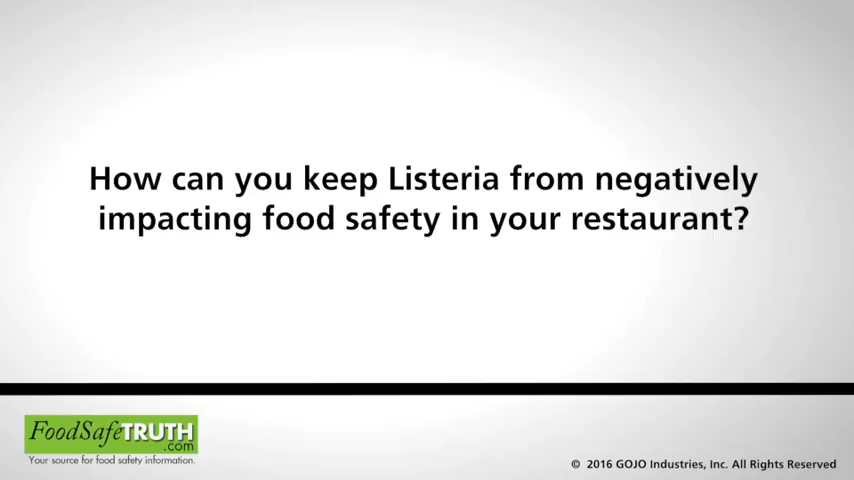 How can you keep Listeria from negatively
impacting food safety in your restaurant?
FoodSafeTRUTH
.com
Your source for food safety information.
© 2016 GOJO Industries, Inc. All Rights Reserved